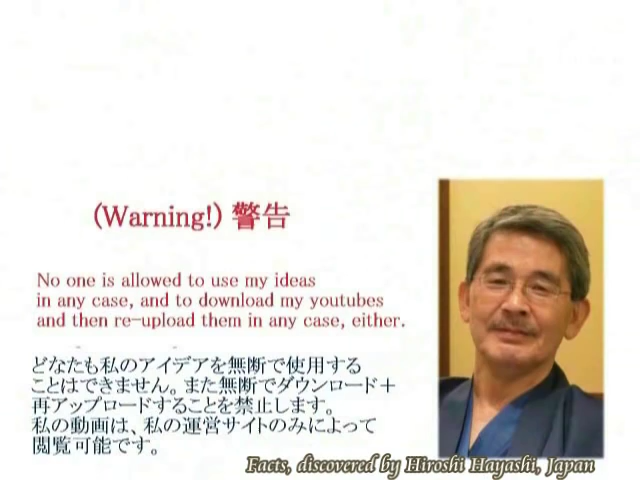 (Warning!) 警告
No one is allowed to use my ideas
in any case, and to download my youtubes
and then re-upload them in any case, either.
どなたも私のアイデアを無断で使用する
ことはできません。また無断でダウンロード＋
再アップロードすることを禁止します。
私の動画は、私の運営サイトのみによって
閲覧可能です。
Facts, discovered by Hiroshi Hayashi, Japan